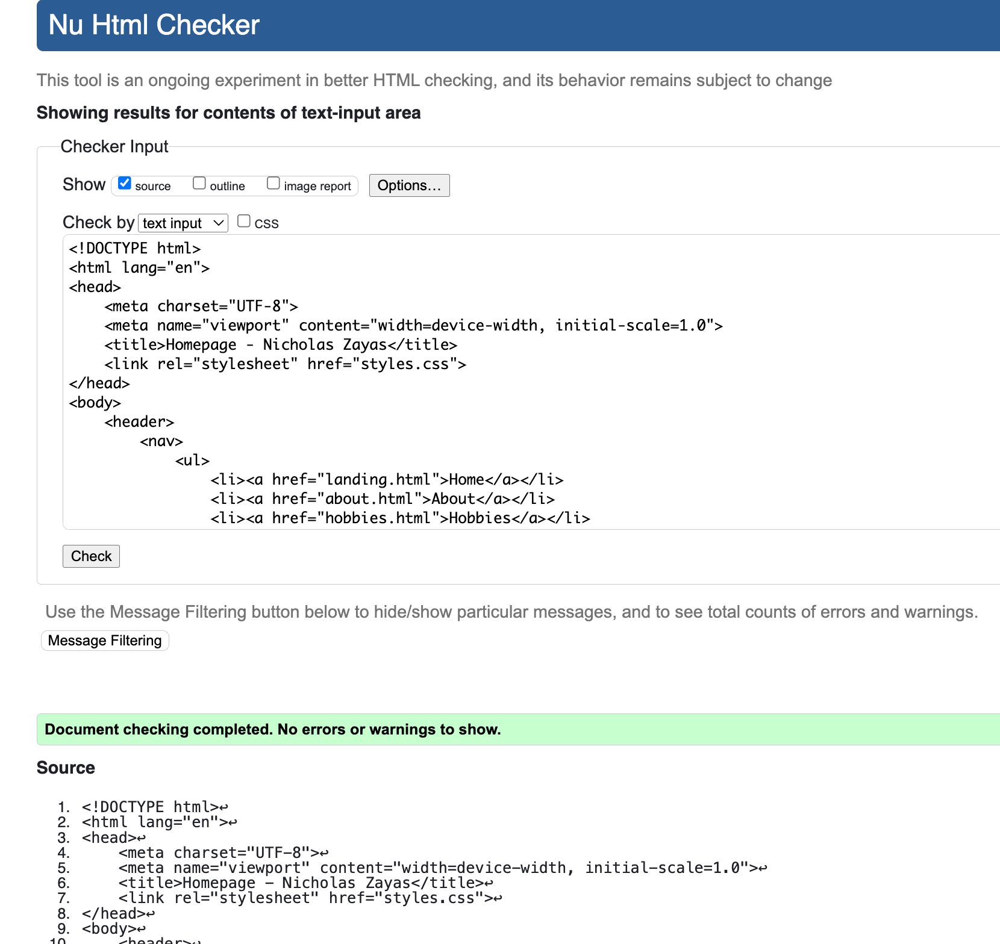 Nu Html Checker
This tool is an ongoing experiment in better HTML checking, and its behavior remains subject to change
Showing results for contents of text-input area
Checker Input
Show source outline image report Options...
Check by text input CSS
<!DOCTYPE html>
<html lang="en">
<head>
    <meta charset="UTF-8">
    <meta name="viewport" content="width=device-width, initial-scale=1.0">
    <title>Homepage - Nicholas Zayas</title>
    <link rel="stylesheet" href="styles.css">
</head>
<body>
    <header>
        <nav>
            <ul>
                <li><a href="landing.html">Home</a></li>
                <li><a href="about.html">About</a></li>
                <li><a href="hobbies.html">Hobbies</a></li>
Check
Use the Message Filtering button below to hide/show particular messages, and to see total counts of errors and warnings.
Message Filtering
Document checking completed. No errors or warnings to show.
Source
1. <!DOCTYPE html>↩
2. <html lang="en">↩
3. <head>↩
4.     <meta charset="UTF-8">↩
5.     <meta name="viewport" content="width=device-width, initial-scale=1.0">↩
6.     <title>Homepage - Nicholas Zayas</title>↩
7.     <link rel="stylesheet" href="styles.css">↩
8. </head>↩
9. <body>↩
10.     <header>↩